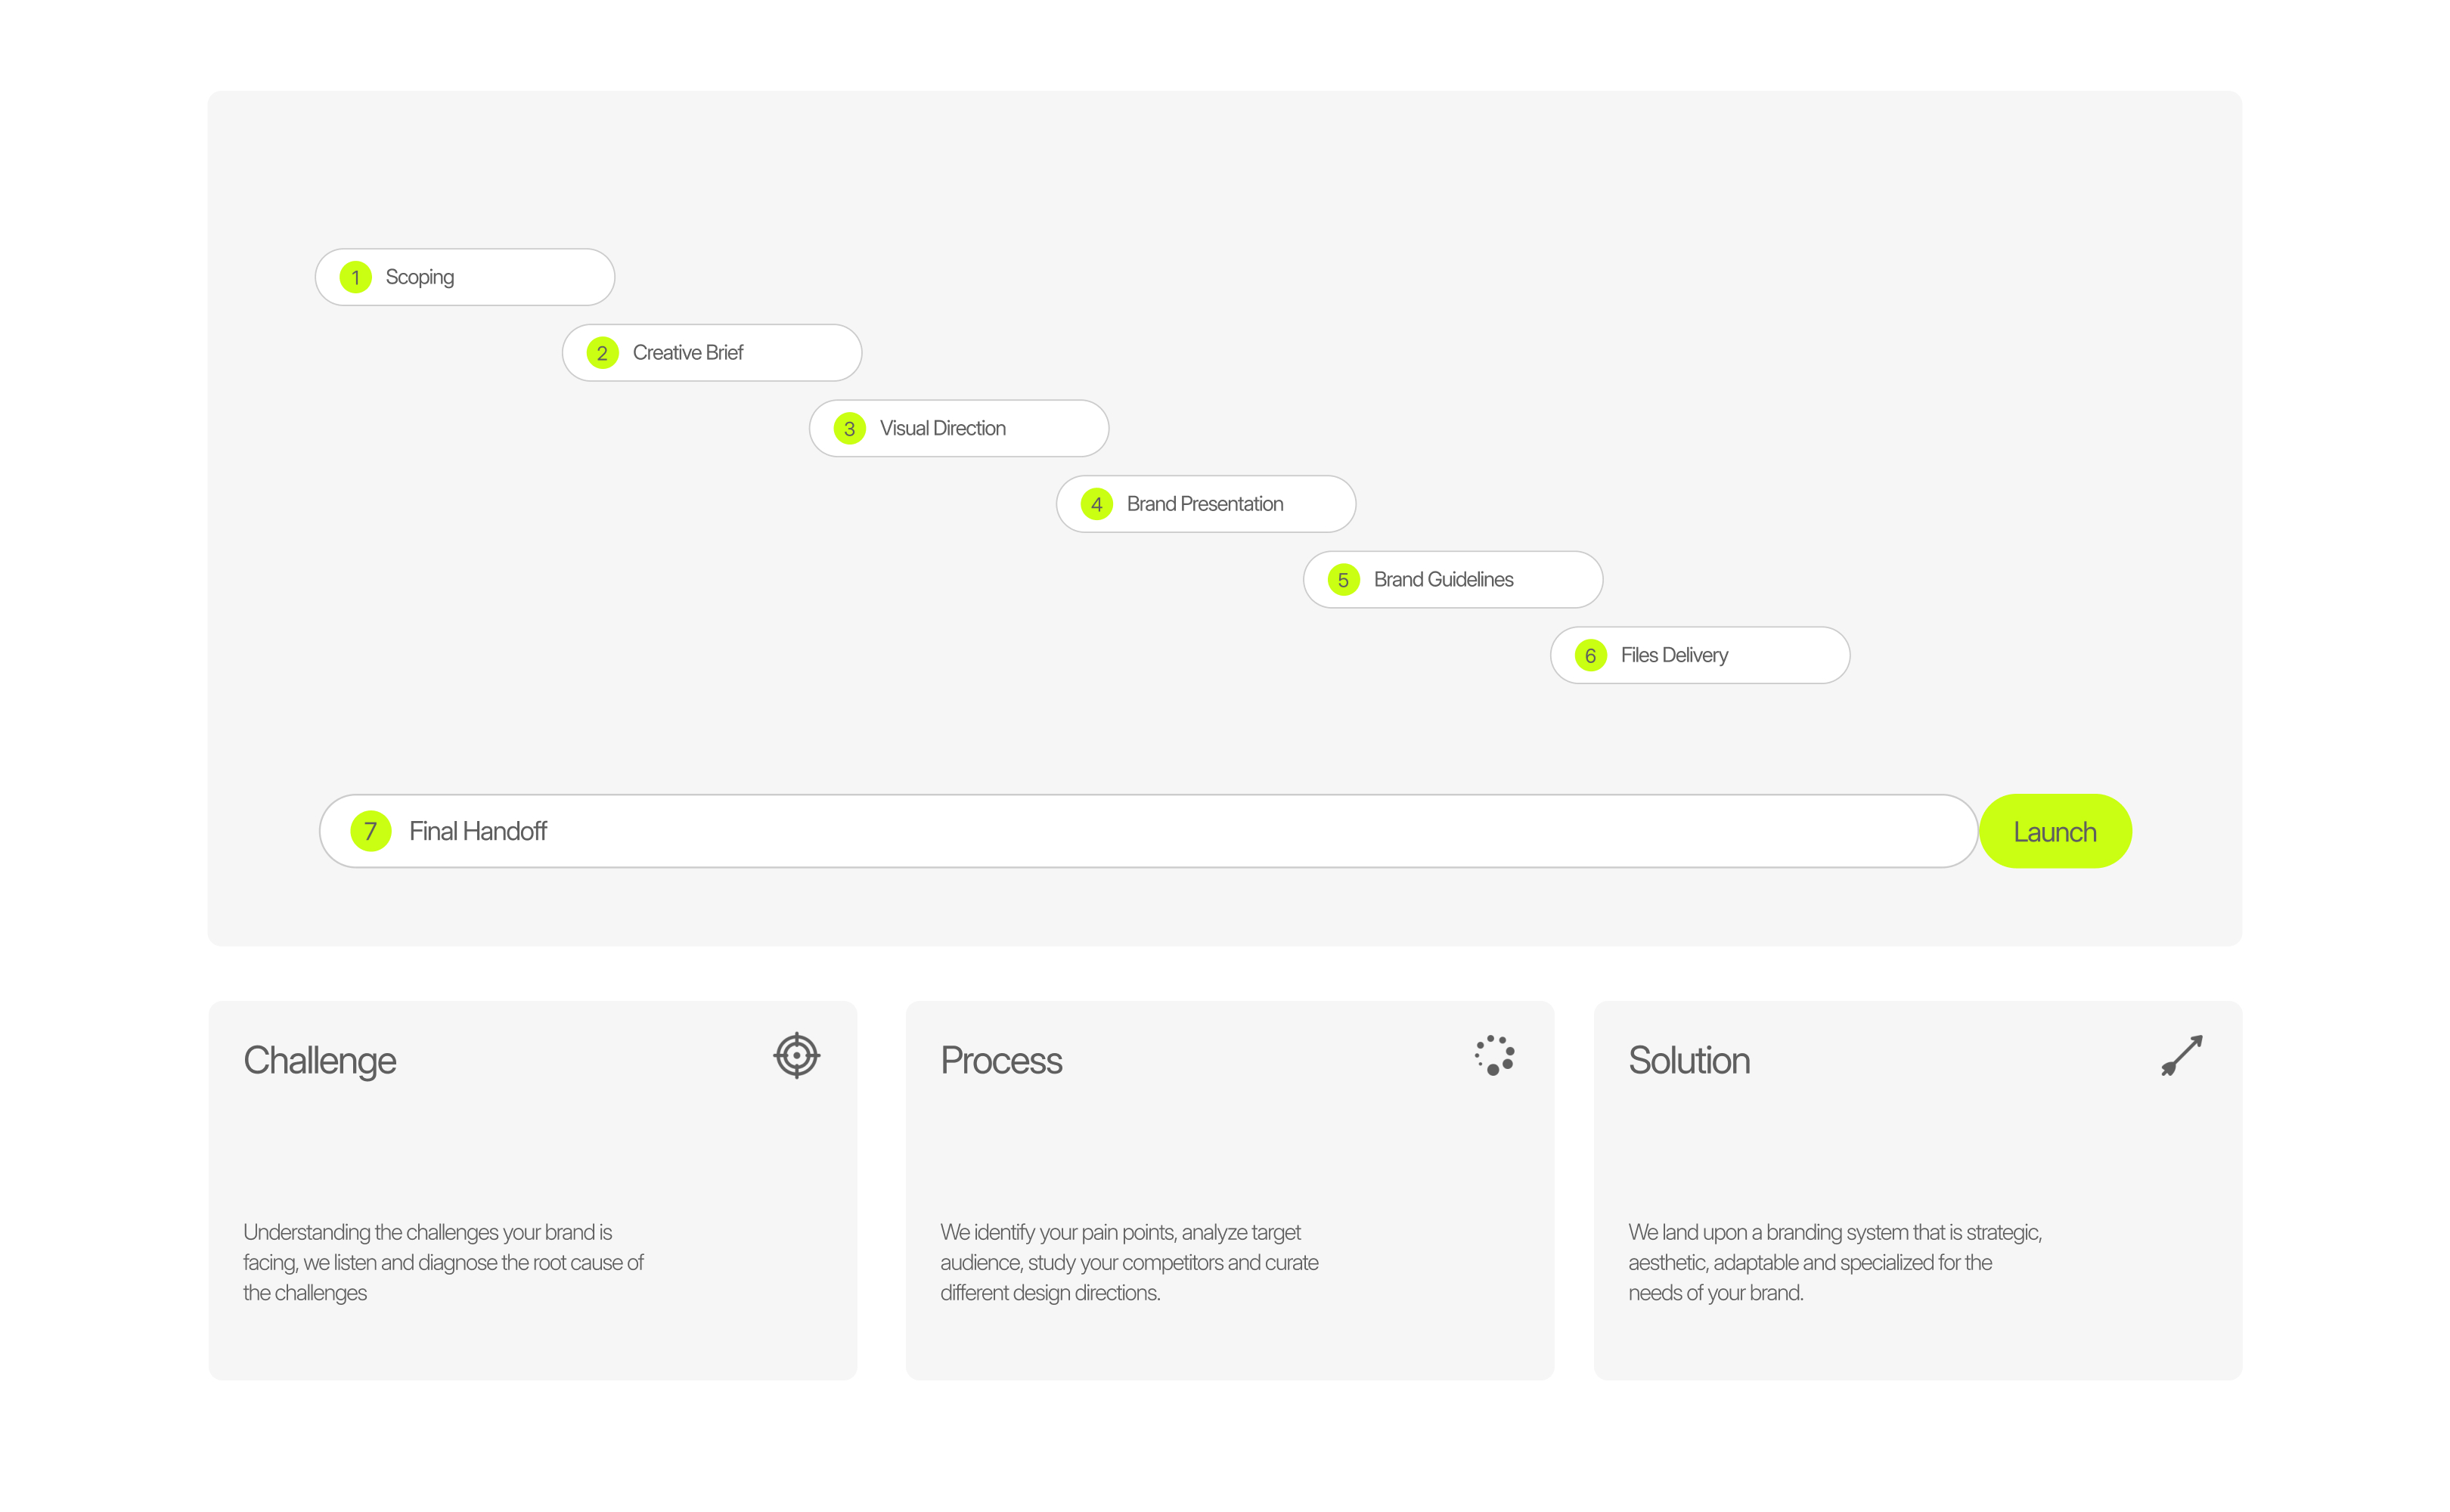 1 Scoping
2 Creative Brief
3 Visual Direction
4 Brand Presentation
5 Brand Guidelines
6 Files Delivery
7 Final Handoff
Launch
Challenge
Understanding the challenges your brand is
facing, we listen and diagnose the root cause of
the challenges
Process
We identify your pain points, analyze target
audience, study your competitors and curate
different design directions.
Solution
We land upon a branding system that is strategic,
aesthetic, adaptable and specialized for the
needs of your brand.